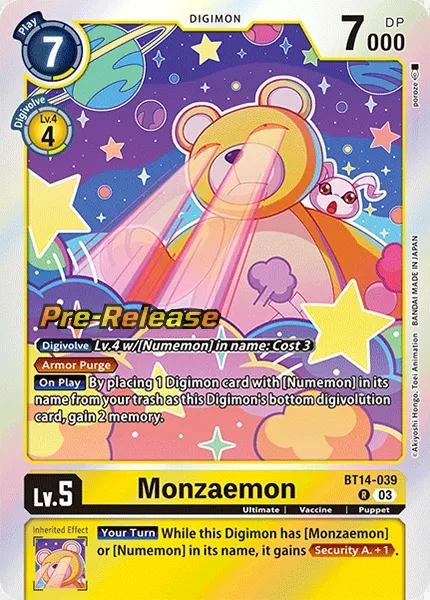 DIGIMON
Play
7
DP
7000
Digivolve
Lv.4
4
poroze
Pre-Release
Digivolve Lv.4 w/[Numemon] in name: Cost 3
Armor Purge
On Play By placing 1 Digimon card with [Numemon] in its
name from your trash as this Digimon's bottom digivolution
card, gain 2 memory.
©Akiyoshi Hongo, Toei Animation BANDAI MADE IN JAPAN
Lv.5
Monzaemon
BT14-039
R 03
Ultimate | Vaccine | Puppet
Inherited Effect
Your Turn While this Digimon has [Monzaemon]
or [Numemon] in its name, it gains Security A. +1.